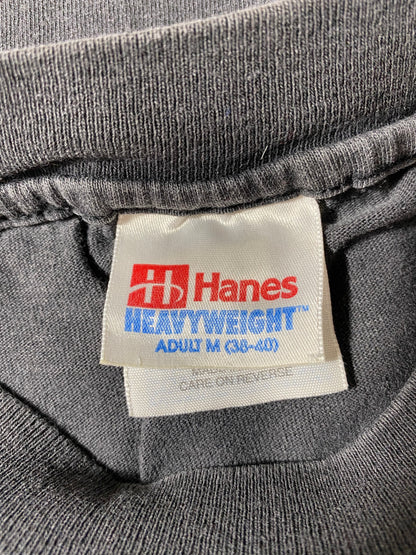 Hanes
HEAVYWEIGHT™
ADULT M (38-40)
CARE ON REVERSE